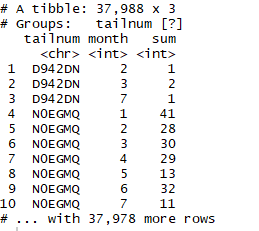 # A tibble: 37,988 x 3
# Groups:   tailnum [?]
   tailnum month   sum
     <chr> <int> <int>
 1  D942DN     2     1
 2  D942DN     3     2
 3  D942DN     7     1
 4  N0EGMQ     1    41
 5  N0EGMQ     2    28
 6  N0EGMQ     3    30
 7  N0EGMQ     4    29
 8  N0EGMQ     5    13
 9  N0EGMQ     6    32
10  N0EGMQ     7    11
# ... with 37,978 more rows